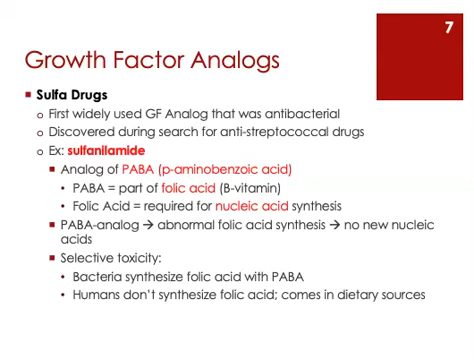 7
Growth Factor Analogs
▪ Sulfa Drugs
o First widely used GF Analog that was antibacterial
o Discovered during search for anti-streptococcal drugs
o Ex: sulfanilamide
▪ Analog of PABA (p-aminobenzoic acid)
• PABA = part of folic acid (B-vitamin)
• Folic Acid = required for nucleic acid synthesis
▪ PABA-analog → abnormal folic acid synthesis → no new nucleic
acids
▪ Selective toxicity:
• Bacteria synthesize folic acid with PABA
• Humans don't synthesize folic acid; comes in dietary sources